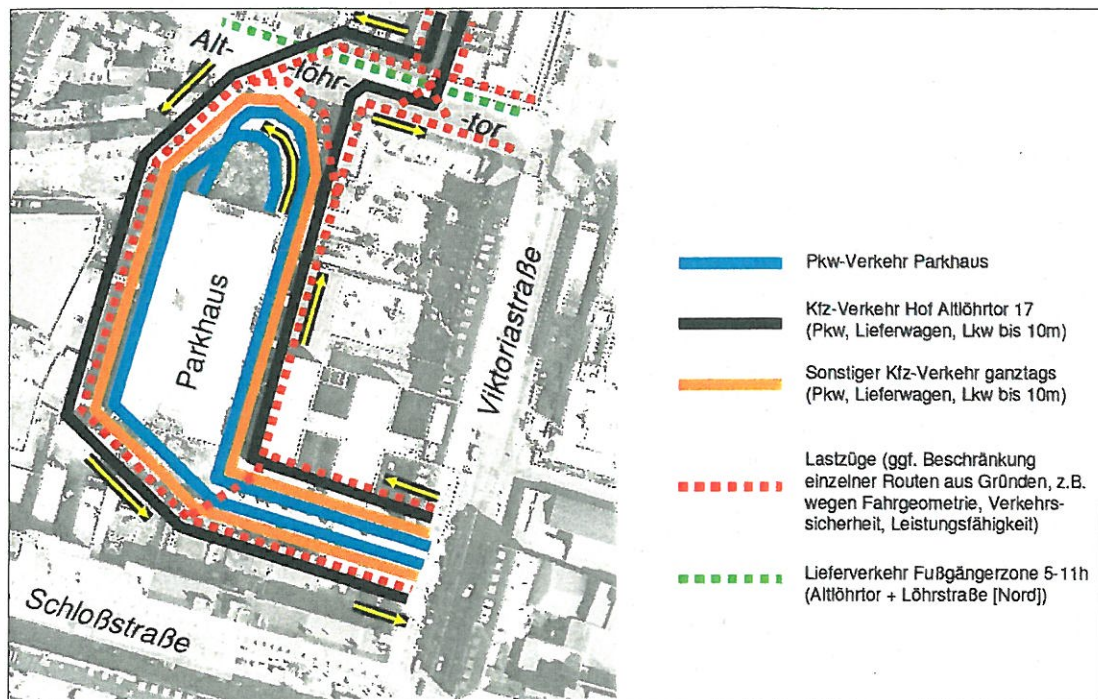 Alt-
-löhr-
-tor
Parkhaus
Viktoriastraße
Schloßstraße
Pkw-Verkehr Parkhaus
Kfz-Verkehr Hof Altlöhrtor 17
(Pkw, Lieferwagen, Lkw bis 10m)
Sonstiger Kfz-Verkehr ganztags
(Pkw, Lieferwagen, Lkw bis 10m)
Lastzüge (ggf. Beschränkung
einzelner Routen aus Gründen, z.B.
wegen Fahrgeometrie, Verkehrs-
sicherheit, Leistungsfähigkeit)
Lieferverkehr Fußgängerzone 5-11h
(Altlöhrtor + Löhrstraße [Nord])